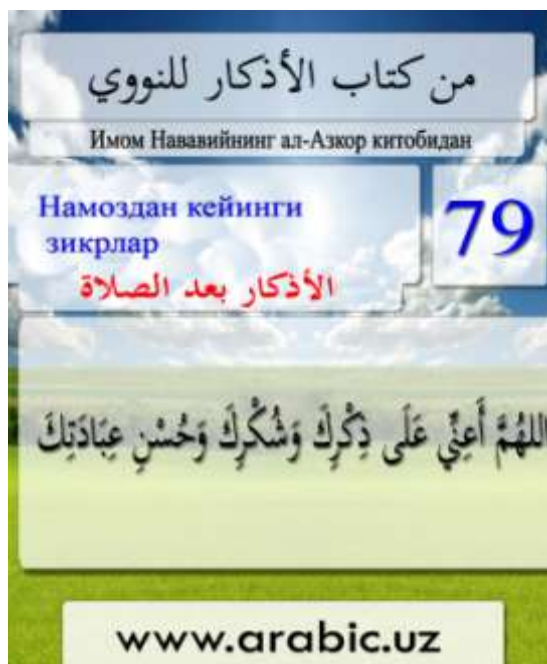 من كتاب الأذكار للنووي
Имом Нававийнинг ал-Азкор китобидан
Намоздан кейинги
зикрлар
79
الأذكار بعد الصلاة
اللهُمَّ أَعِنِّي عَلَى ذِكْرِكَ وَشُكْرِكَ وَحُسْنِ عِبَادَتِكَ
www.arabic.uz